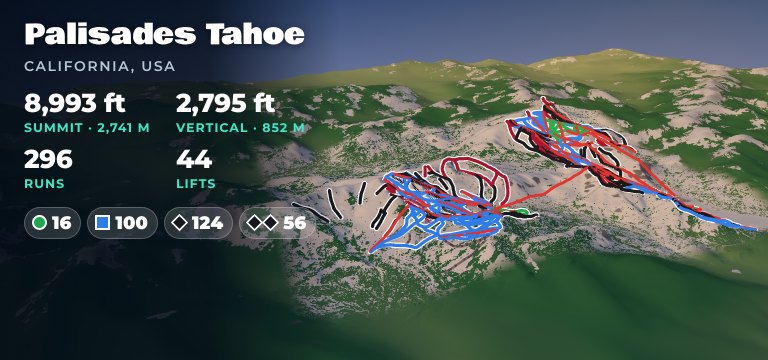 Palisades Tahoe
CALIFORNIA, USA
8,993 ft 2,795 ft
SUMMIT · 2,741 M VERTICAL · 852 M
296 44
RUNS LIFTS
16 100 124 56